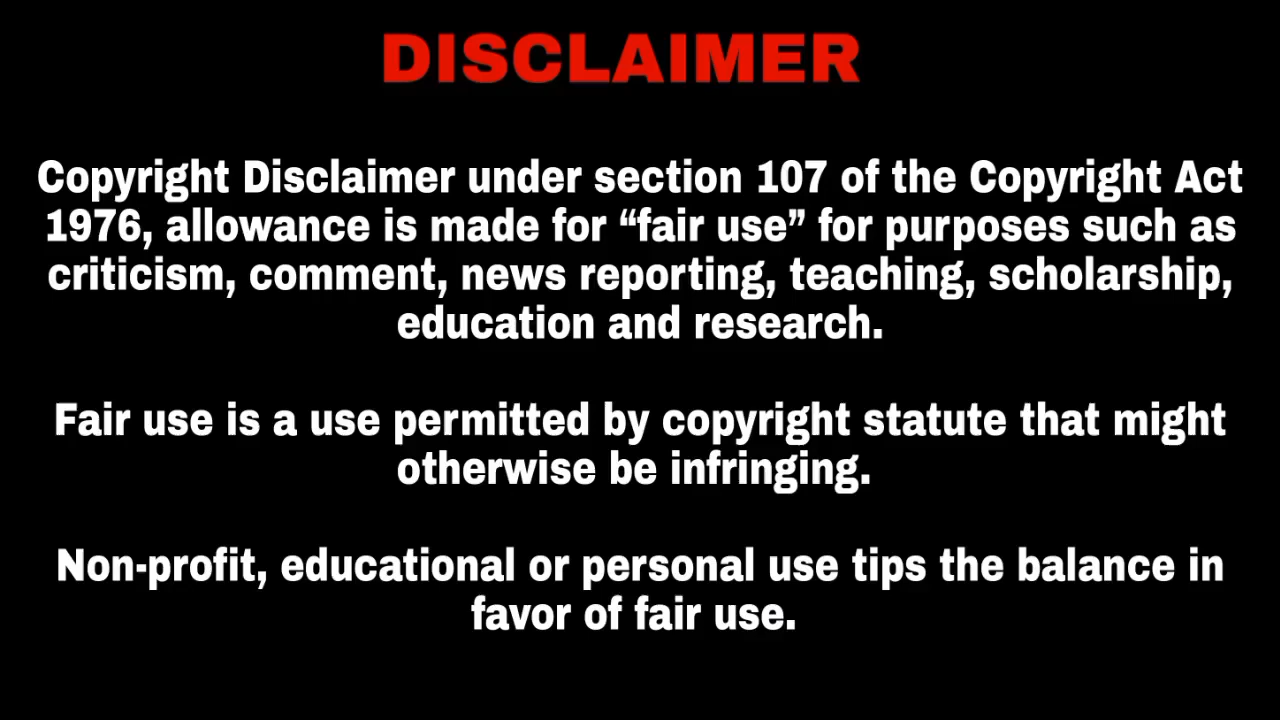 DISCLAIMER
Copyright Disclaimer under section 107 of the Copyright Act
1976, allowance is made for “fair use” for purposes such as
criticism, comment, news reporting, teaching, scholarship,
education and research.
Fair use is a use permitted by copyright statute that might
otherwise be infringing.
Non-profit, educational or personal use tips the balance in
favor of fair use.